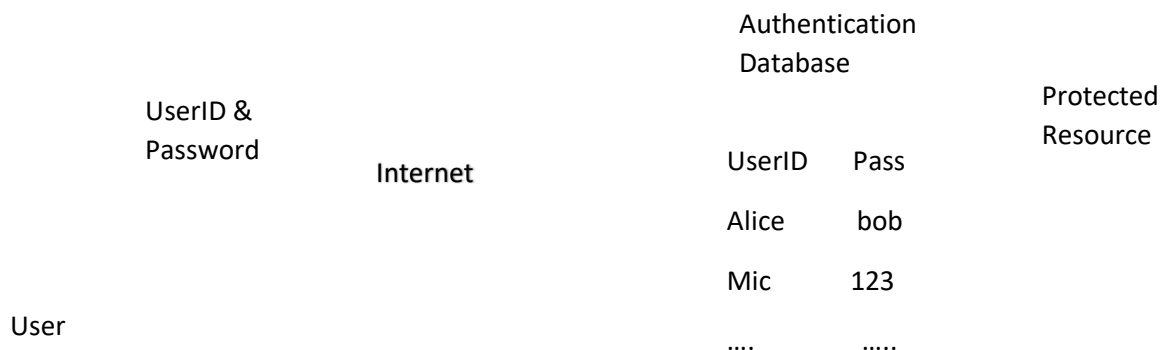 Authentication
Database
UserID &
Password
Internet
Protected
Resource
UserID Pass
Alice bob
Mic 123
User
.... .....